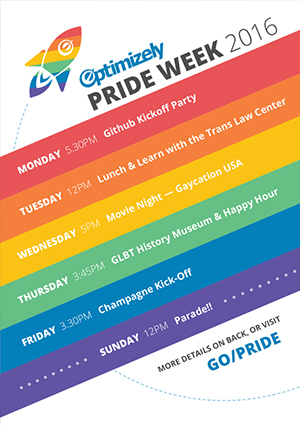 Optimizely
PRIDE WEEK 2016
MONDAY 5.30PM Github Kickoff Party
TUESDAY 12PM Lunch & Learn with the Trans Law Center
WEDNESDAY 5PM Movie Night — Gaycation USA
THURSDAY 3:45PM GLBT History Museum & Happy Hour
FRIDAY 3.30PM Champagne Kick-Off
SUNDAY 12PM Parade!!
MORE DETAILS ON BACK, OR VISIT
GO/PRIDE